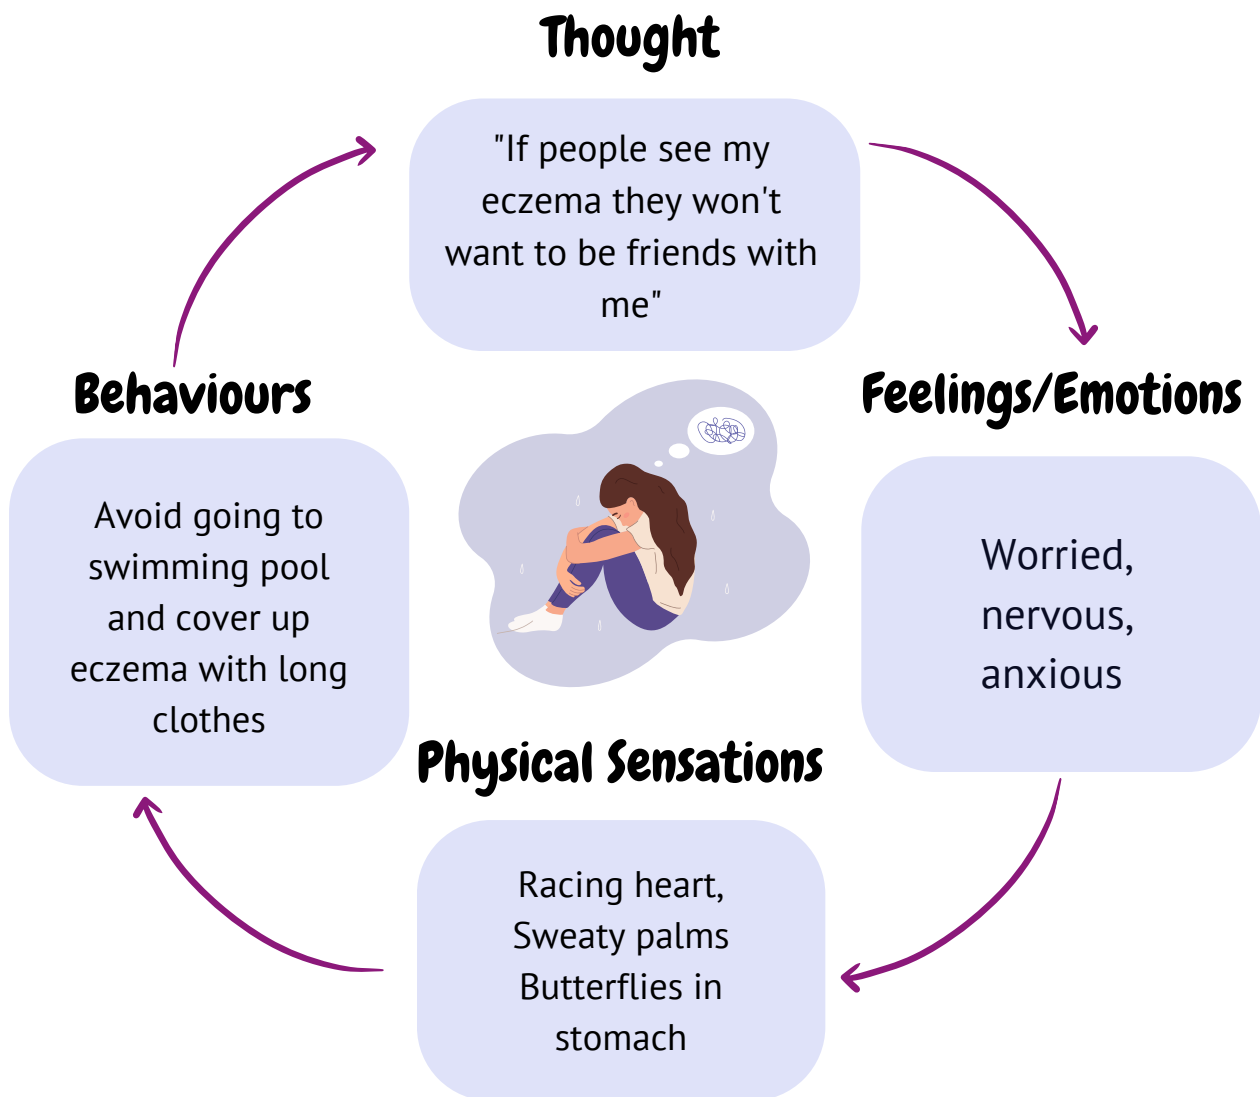 Thought
"If people see my
eczema they won't
want to be friends with
me"
Feelings/Emotions
Worried,
nervous,
anxious
Physical Sensations
Racing heart,
Sweaty palms
Butterflies in
stomach
Behaviours
Avoid going to
swimming pool
and cover up
eczema with long
clothes